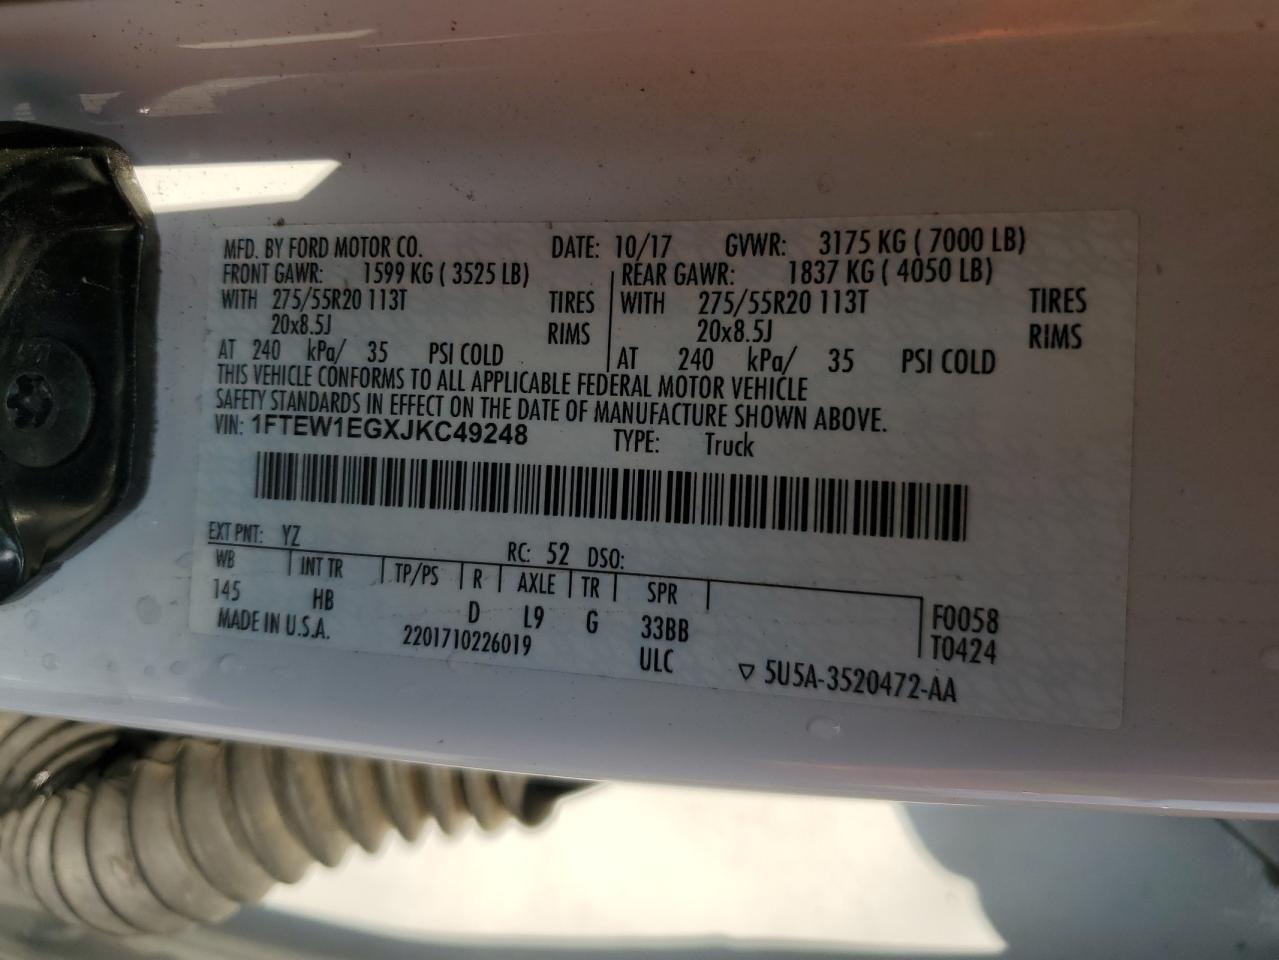 MFD. BY FORD MOTOR CO. DATE: 10/17 GVWR: 3175 KG ( 7000 LB)
FRONT GAWR: 1599 KG ( 3525 LB) REAR GAWR: 1837 KG ( 4050 LB)
WITH 275/55R20 113T TIRES WITH 275/55R20 113T TIRES
20x8.5J RIMS 20x8.5J RIMS
AT 240 kPa/ 35 PSI COLD AT 240 kPa/ 35 PSI COLD
THIS VEHICLE CONFORMS TO ALL APPLICABLE FEDERAL MOTOR VEHICLE
SAFETY STANDARDS IN EFFECT ON THE DATE OF MANUFACTURE SHOWN ABOVE.
VIN: 1FTEW1EGXJKC49248 TYPE: Truck
EXT PNT: YZ RC: 52 DSO:
WB INT TR TP/PS R AXLE TR SPR
145 HB D L9 G 33BB F0058
MADE IN U.S.A. 2201710226019 ULC T0424
▽ 5U5A-3520472-AA